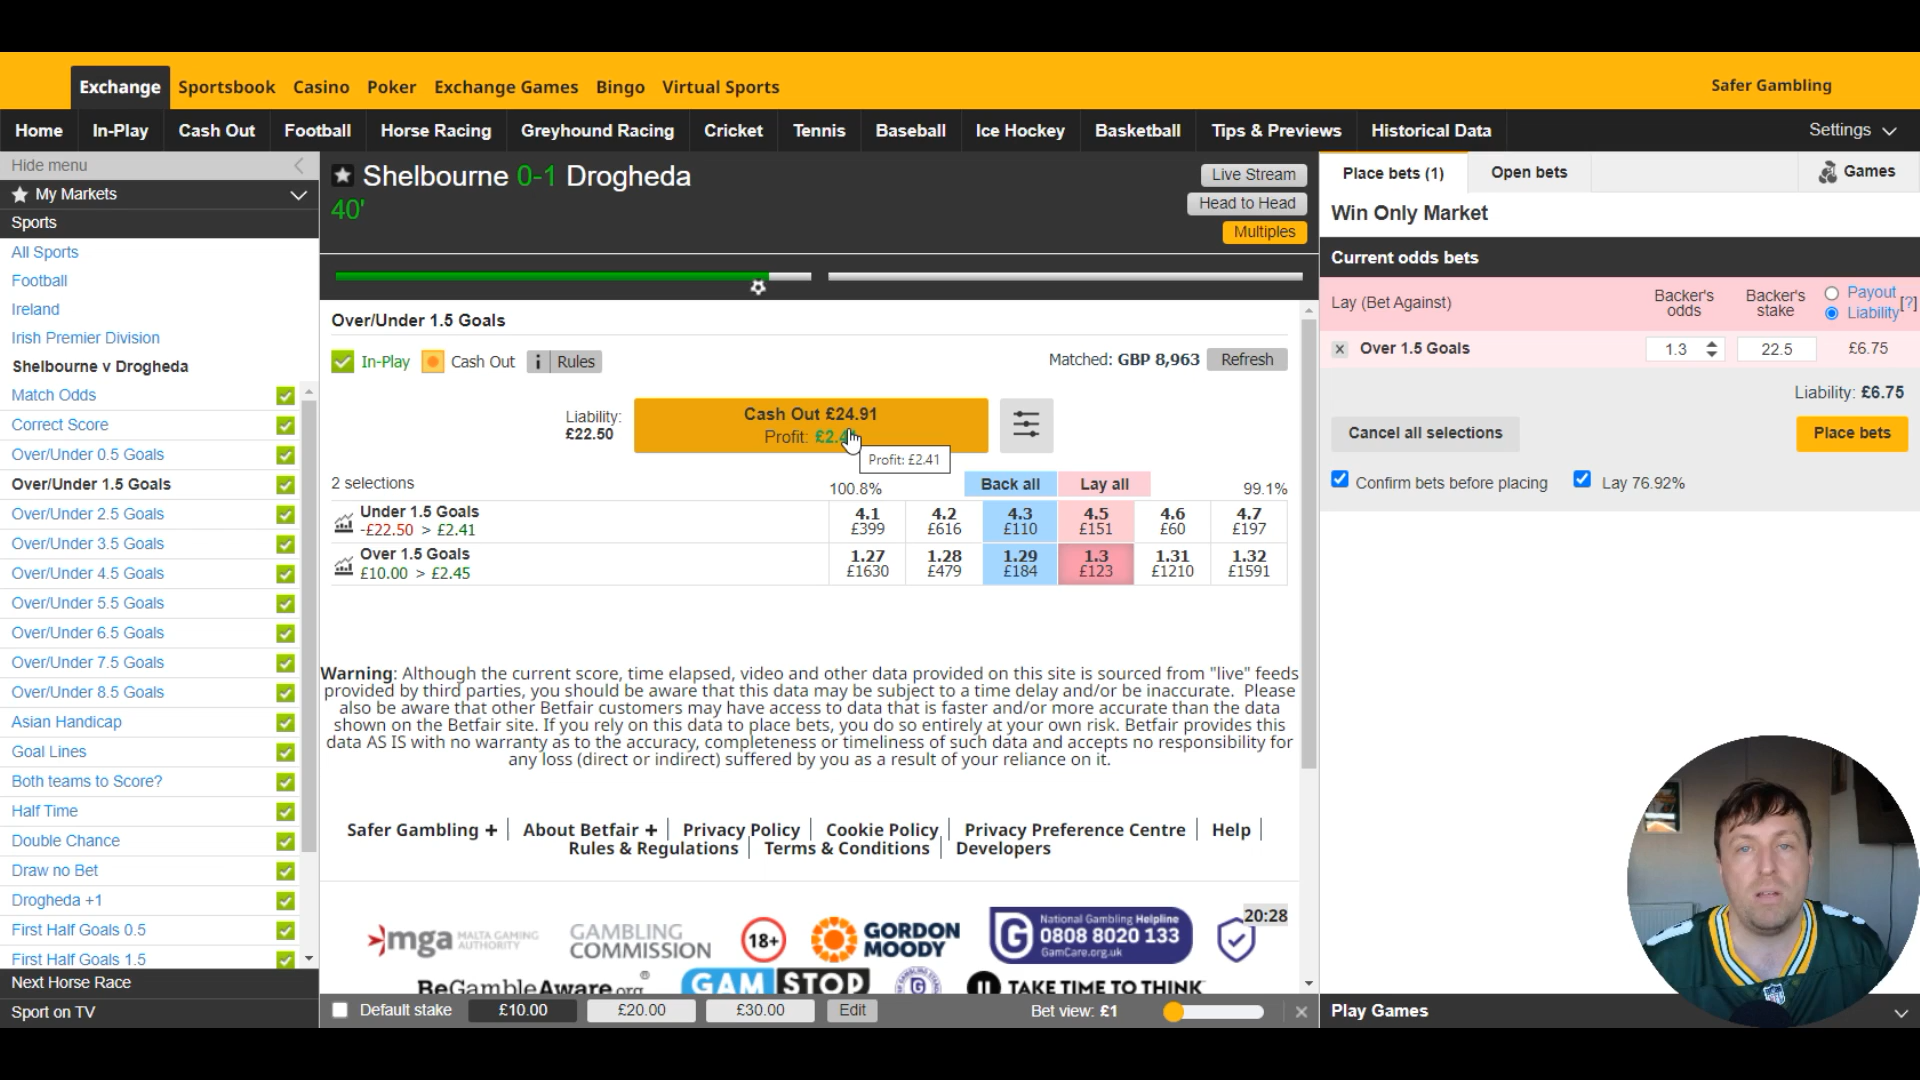 Exchange Sportsbook Casino Poker Exchange Games Bingo Virtual Sports Safer Gambling
Home In-Play Cash Out Football Horse Racing Greyhound Racing Cricket Tennis Baseball Ice Hockey Basketball Tips & Previews Historical Data Settings
Hide menu
My Markets
Sports
All Sports
Football
Ireland
Irish Premier Division
Shelbourne v Drogheda
Match Odds
Correct Score
Over/Under 0.5 Goals
Over/Under 1.5 Goals
Over/Under 2.5 Goals
Over/Under 3.5 Goals
Over/Under 4.5 Goals
Over/Under 5.5 Goals
Over/Under 6.5 Goals
Over/Under 7.5 Goals
Over/Under 8.5 Goals
Asian Handicap
Goal Lines
Both teams to Score?
Half Time
Double Chance
Draw no Bet
Drogheda +1
First Half Goals 0.5
First Half Goals 1.5
Next Horse Race
Sport on TV
Shelbourne 0-1 Drogheda
40'
Live Stream
Head to Head
Multiples
Over/Under 1.5 Goals
In-Play Cash Out i Rules Matched: GBP 8,963 Refresh
Liability:
£22.50
Cash Out £24.91
Profit:
Profit: £2.41
2 selections 100.8% Back all Lay all 99.1%
Under 1.5 Goals 4.1 4.2 4.3 4.5 4.6 4.7
-£22.50 > £2.41 £399 £616 £110 £151 £60 £197
Over 1.5 Goals 1.27 1.28 1.29 1.3 1.31 1.32
£10.00 > £2.45 £1630 £479 £184 £123 £1210 £1591
Warning: Although the current score, time elapsed, video and other data provided on this site is sourced from "live" feeds
provided by third parties, you should be aware that this data may be subject to a time delay and/or be inaccurate. Please
also be aware that other Betfair customers may have access to data that is faster and/or more accurate than the data
shown on the Betfair site. If you rely on this data to place bets, you do so entirely at your own risk. Betfair provides this
data AS IS with no warranty as to the accuracy, completeness or timeliness of such data and accepts no responsibility for
any loss (direct or indirect) suffered by you as a result of your reliance on it.
Safer Gambling + About Betfair + Privacy Policy Cookie Policy Privacy Preference Centre Help
Rules & Regulations Terms & Conditions Developers
mga MALTA GAMING AUTHORITY
GAMBLING COMMISSION
18+
GORDON MOODY
National Gambling Helpline
0808 8020 133
GamCare.org.uk
20:28
BeGambleAware.org ®
GAMSTOP
TAKE TIME TO THINK
Default stake £10.00 £20.00 £30.00 Edit Bet view: £1
Place bets (1) Open bets Games
Win Only Market
Current odds bets
Lay (Bet Against) Backer's odds Backer's stake Payout Liability [?]
Over 1.5 Goals 1.3 22.5 £6.75
Liability: £6.75
Cancel all selections Place bets
Confirm bets before placing Lay 76.92%
Play Games